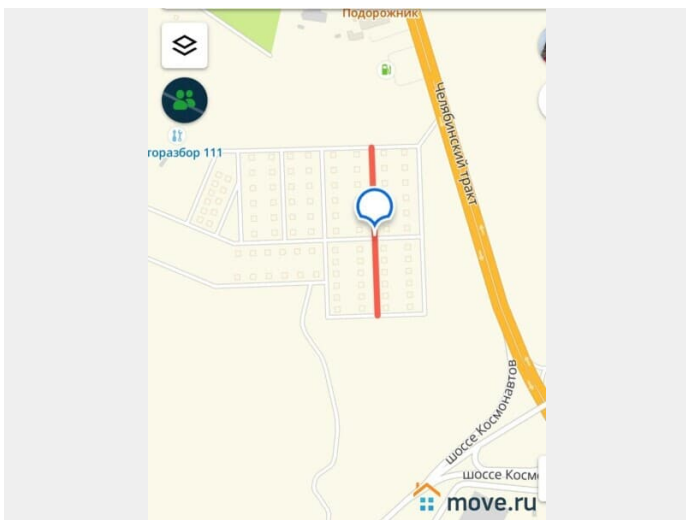 Подорожник
Челябинский тракт
торазбор 111
шоссе Космонавтов
шоссе Косм
move.ru